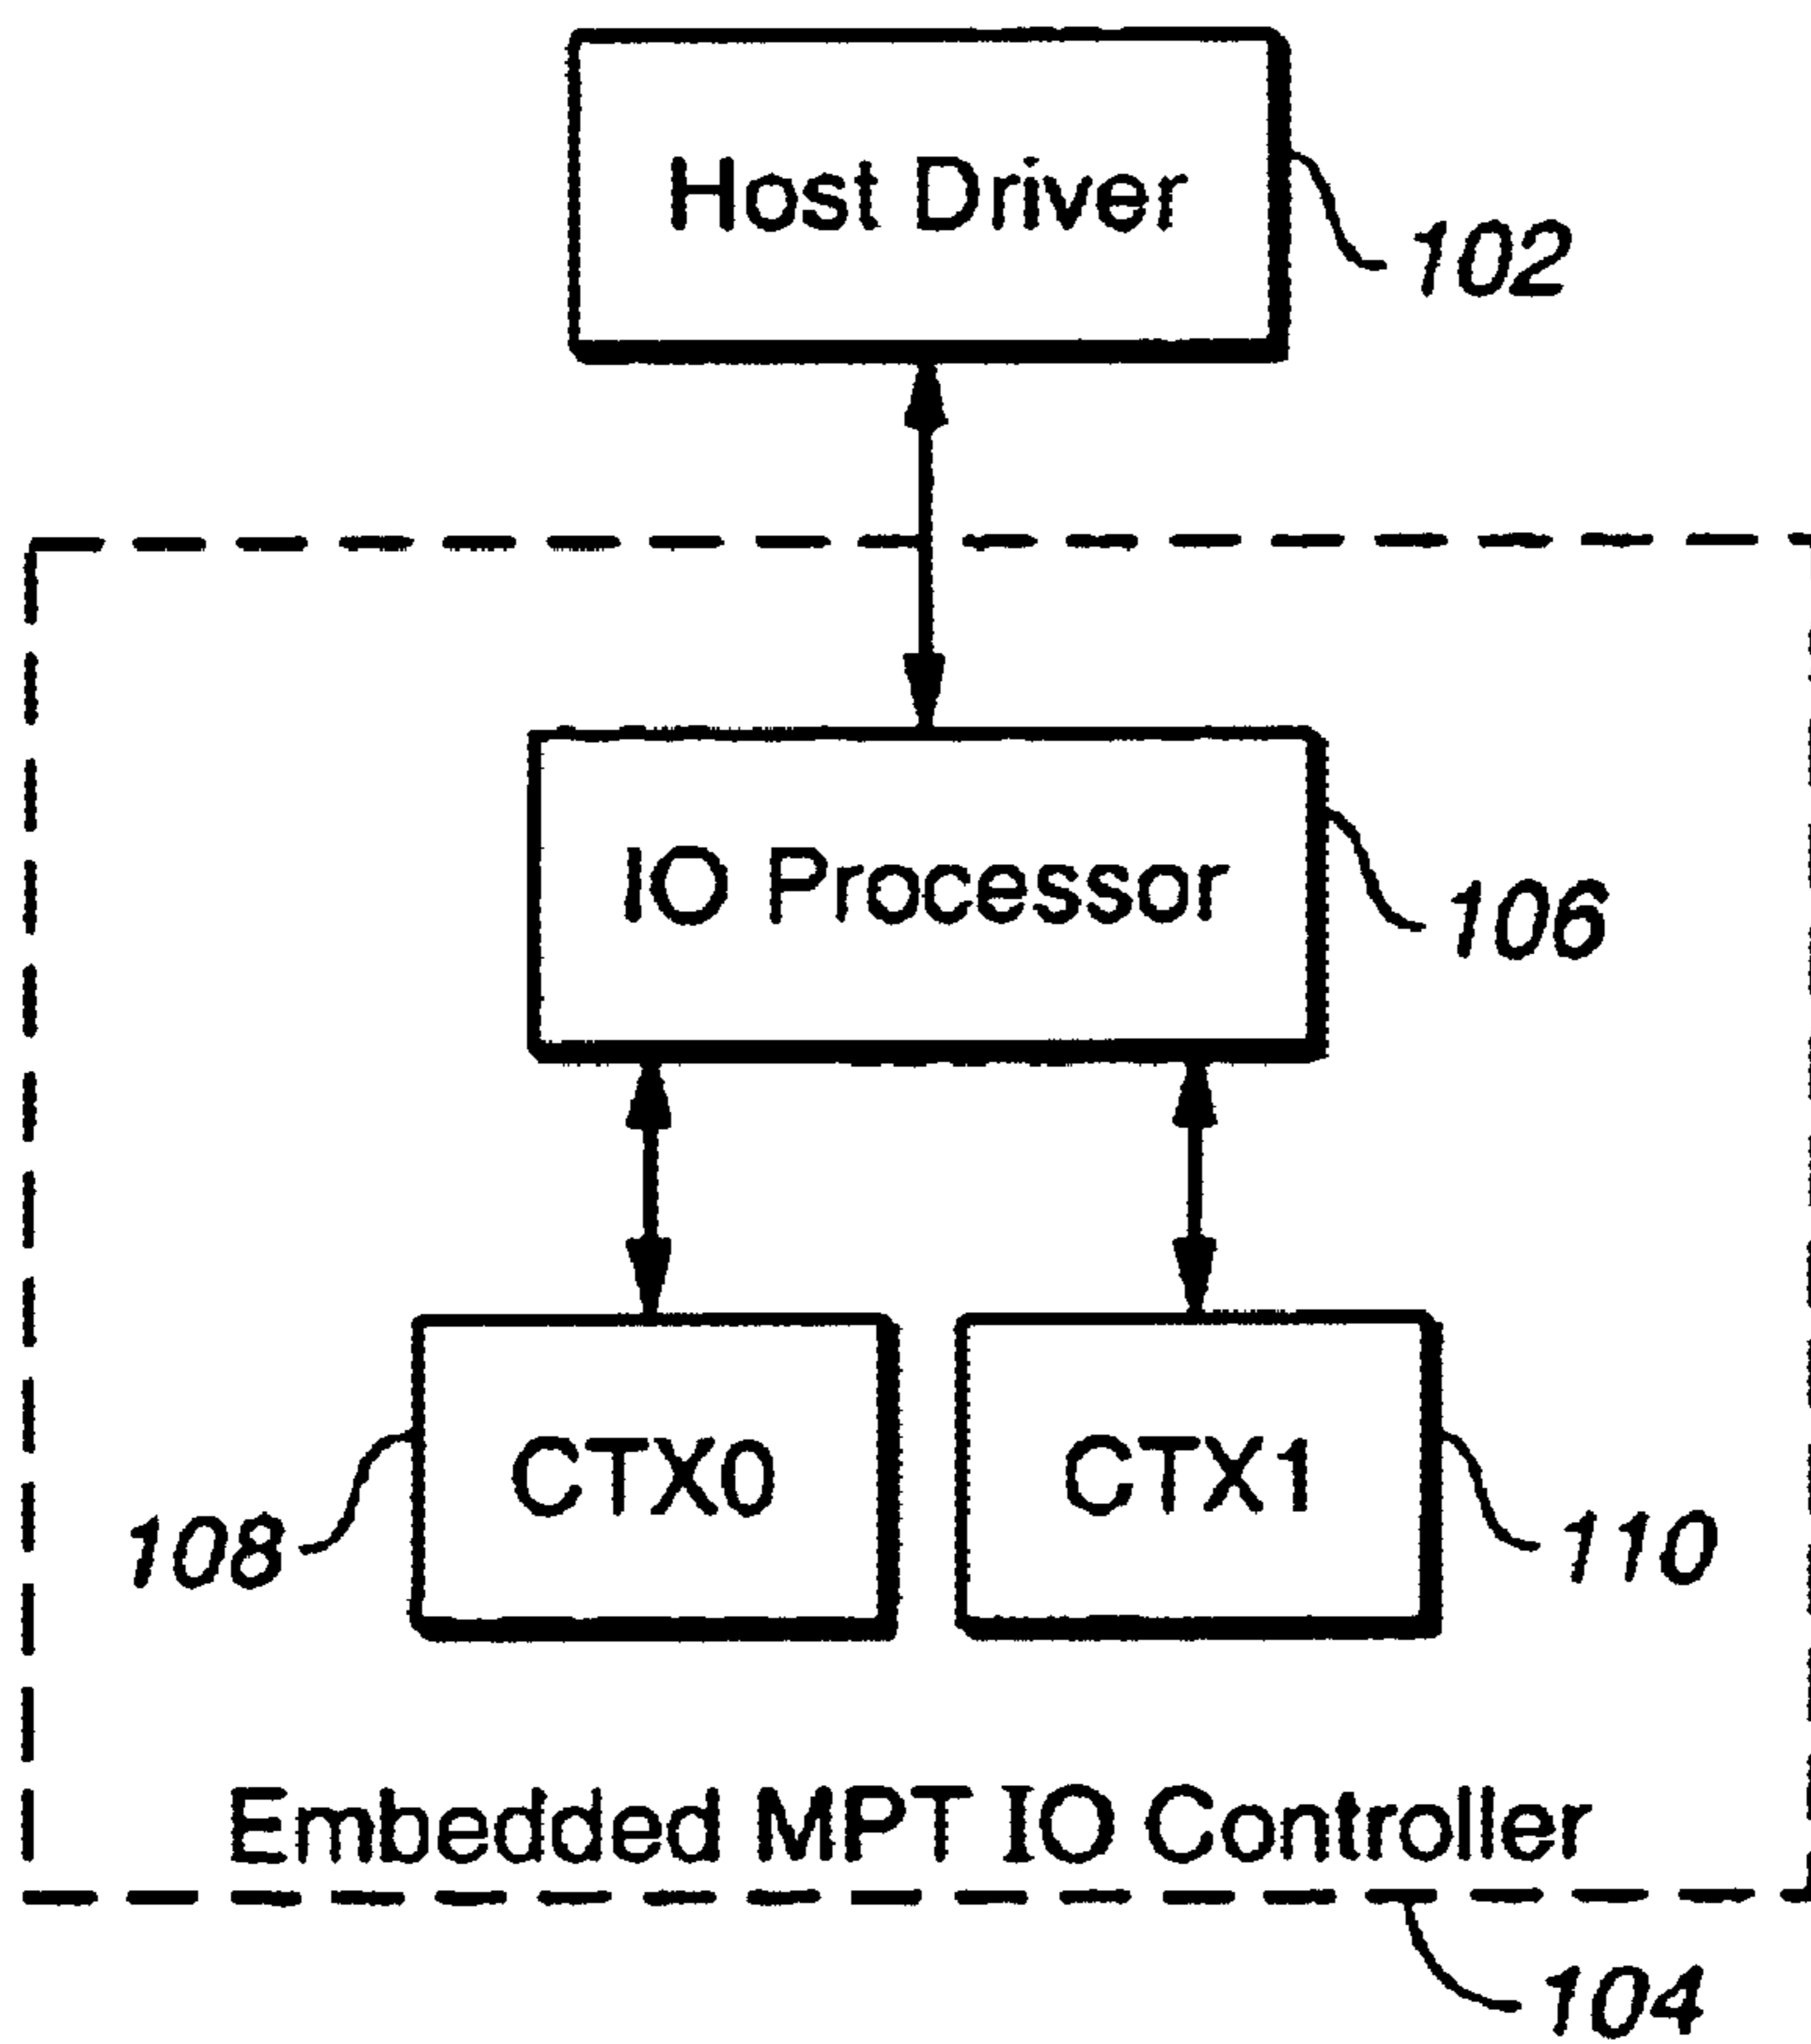 Host Driver
102
IO Processor
106
CTX0
CTX1
108
110
Embedded MPT IO Controller
104